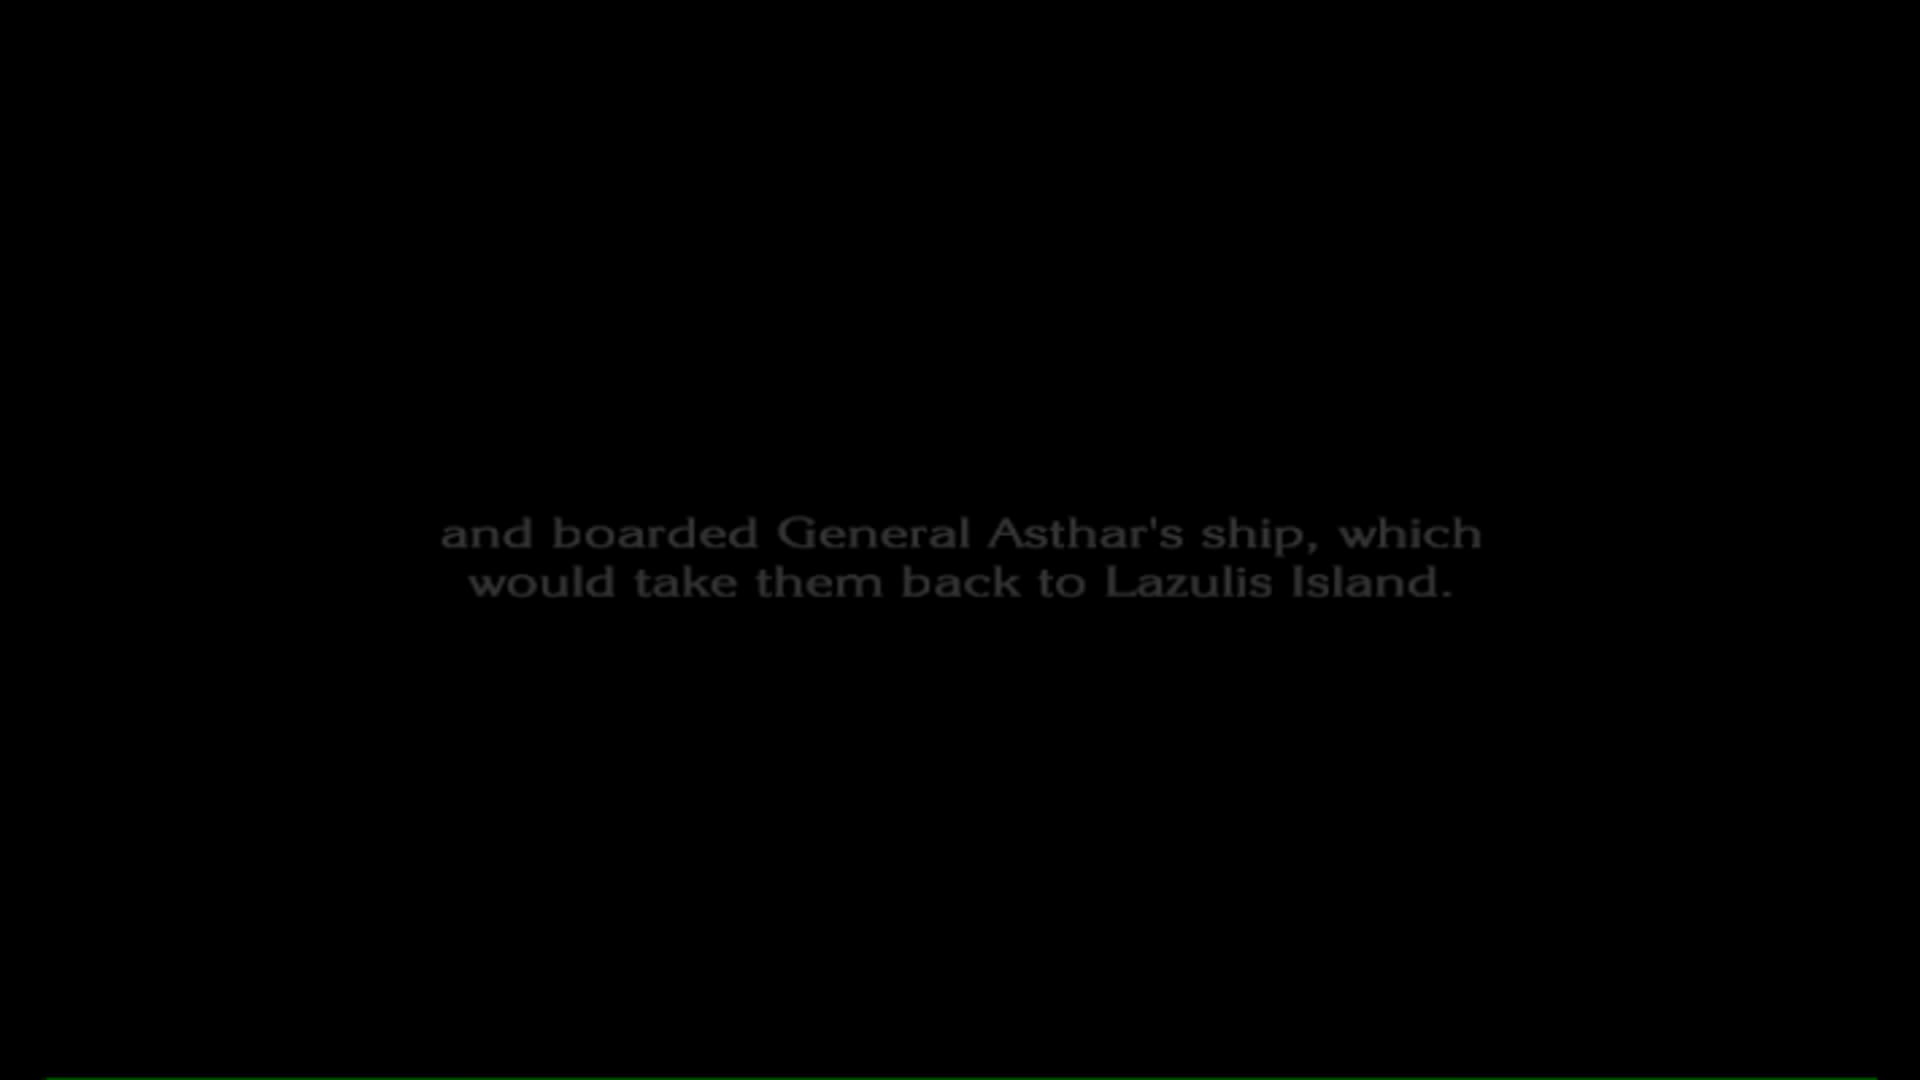 and boarded General Asthar's ship, which
would take them back to Lazulis Island.